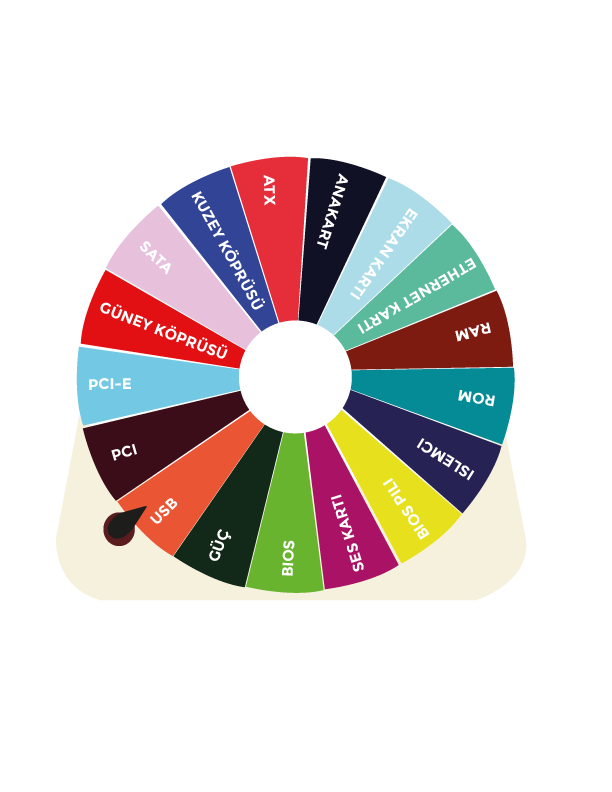 ATX
ANAKART
EKRAN KARTI
ETHERNET KARTI
RAM
ROM
ISLEMCI
BIOS PILI
SES KARTI
BIOS
GÜÇ
USB
PCI
PCI-E
GÜNEY KÖPRÜSÜ
SATA
KUZEY KÖPRÜSÜ